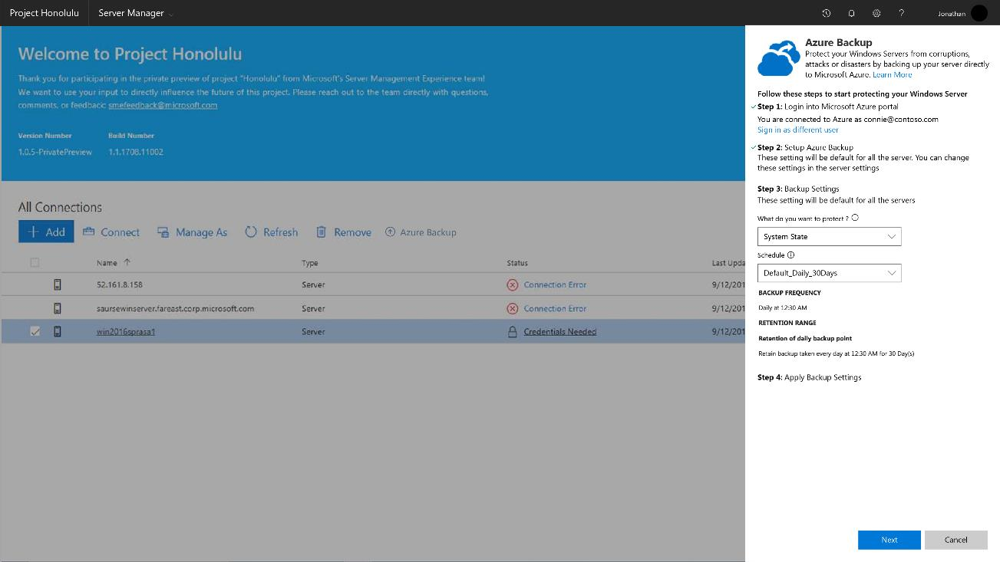 Project Honolulu
Server Manager
Jonathan
Welcome to Project Honolulu
Thank you for participating in the private preview of project "Honolulu" from Microsoft's Server Management Experience team!
We want to use your input to directly influence the future of this project. Please reach out to the team directly with questions,
comments, or feedback: smefeedback@microsoft.com
Version Number Build Number
1.0.5-PrivatePreview 1.1.1708.11002
All Connections
Add Connect Manage As Refresh Remove Azure Backup
Name Type Status Last Upda
52.161.8.158 Server Connection Error 9/12/201
saursewinserver.fareast.corp.microsoft.com Server Connection Error 9/12/201
win2016sprasa1 Server Credentials Needed 9/12/201
Azure Backup
Protect your Windows Servers from corruptions,
attacks or disasters by backing up your server directly
to Microsoft Azure. Learn More
Follow these steps to start protecting your Windows Server
Step 1: Login into Microsoft Azure portal
You are connected to Azure as connie@contoso.com
Sign in as different user
Step 2: Setup Azure Backup
These setting will be default for all the server. You can change
these settings in the server settings
Step 3: Backup Settings
These setting will be default for all the servers
What do you want to protect ?
System State
Schedule
Default_Daily_30Days
BACKUP FREQUENCY
Daily at 12:30 AM
RETENTION RANGE
Retention of daily backup point
Retain backup taken every day at 12:30 AM for 30 Day(s)
Step 4: Apply Backup Settings
Next Cancel